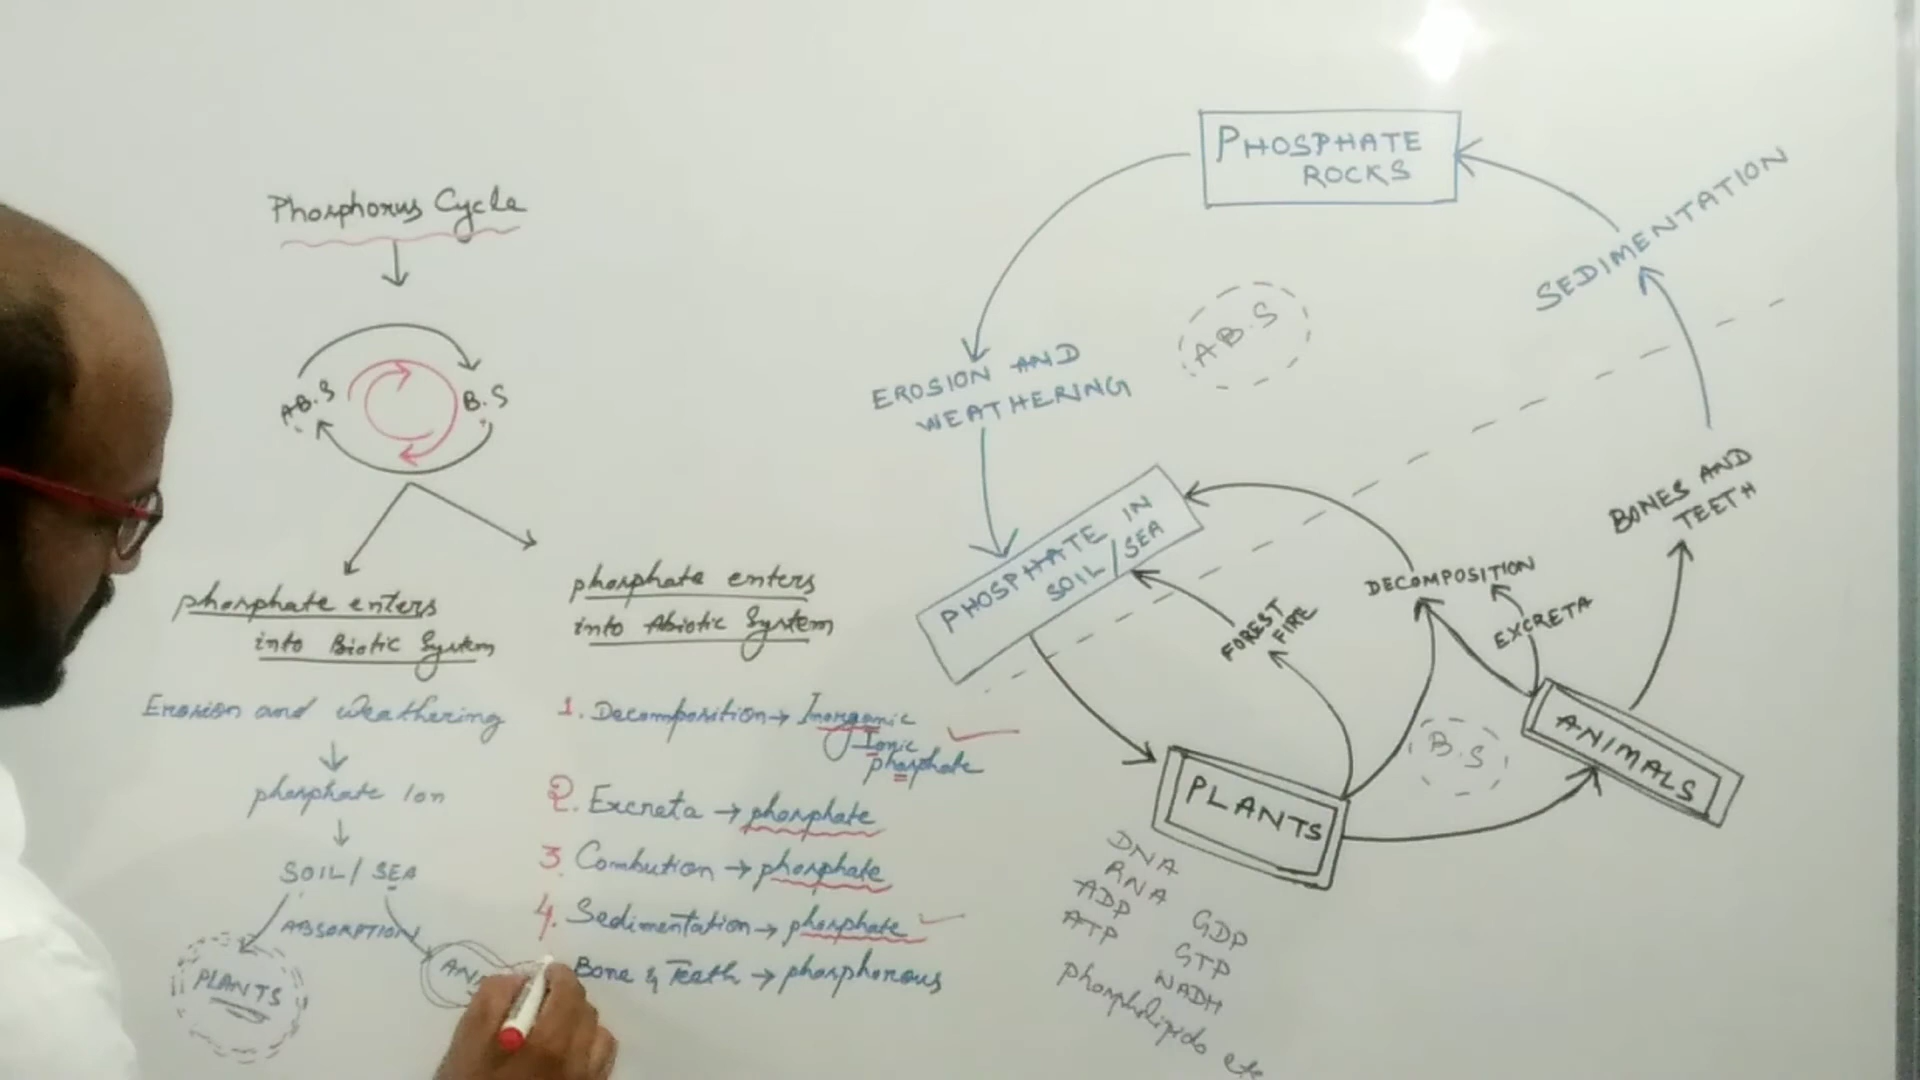 Phosphorus Cycle
A.B.S
B.S
phosphate enters
into Biotic System
Erosion and Weathering
phosphate Ion
SOIL/ SEA
ABSORPTION
PLANTS
phosphate enters
into Abiotic System
1. Decomposition→ Inorganic
Ionic
phosphate
2. Excreta → phosphate
3. Combution → phosphate
4. Sedimentation → phosphate
Bone & Teath → phosphorous
PHOSPHATE
ROCKS
SEDIMENTATION
A B.S
EROSION AND
WEATHERING
PHOSPHATE IN
SOIL/SEA
BONES AND
TEETH
DECOMPOSITION
EXCRETA
FOREST
FIRE
ANIMALS
B.S
PLANTS
DNA
RNA
ADP
ATP
GDP
GTP
NADH
phospholipids etc